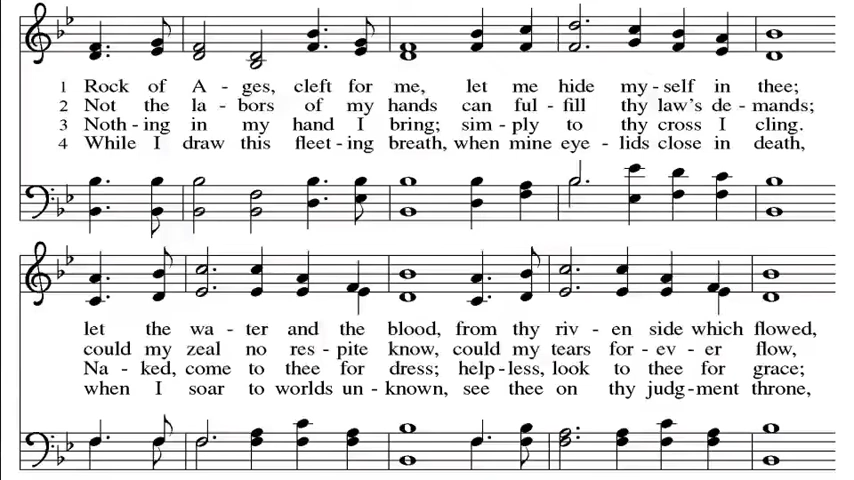 1 Rock of A - ges, cleft for me, let me hide my - self in thee;
2 Not the la - bors of my hands can ful - fill thy law's de - mands;
3 Noth - ing in my hand I bring; sim - ply to thy cross I cling.
4 While I draw this fleet - ing breath, when mine eye - lids close in death,
let the wa - ter and the blood, from thy riv - en side which flowed,
could my zeal no res - pite know, could my tears for - ev - er flow,
Na - ked, come to thee for dress; help - less, look to thee for grace;
when I soar to worlds un - known, see thee on thy judg - ment throne,